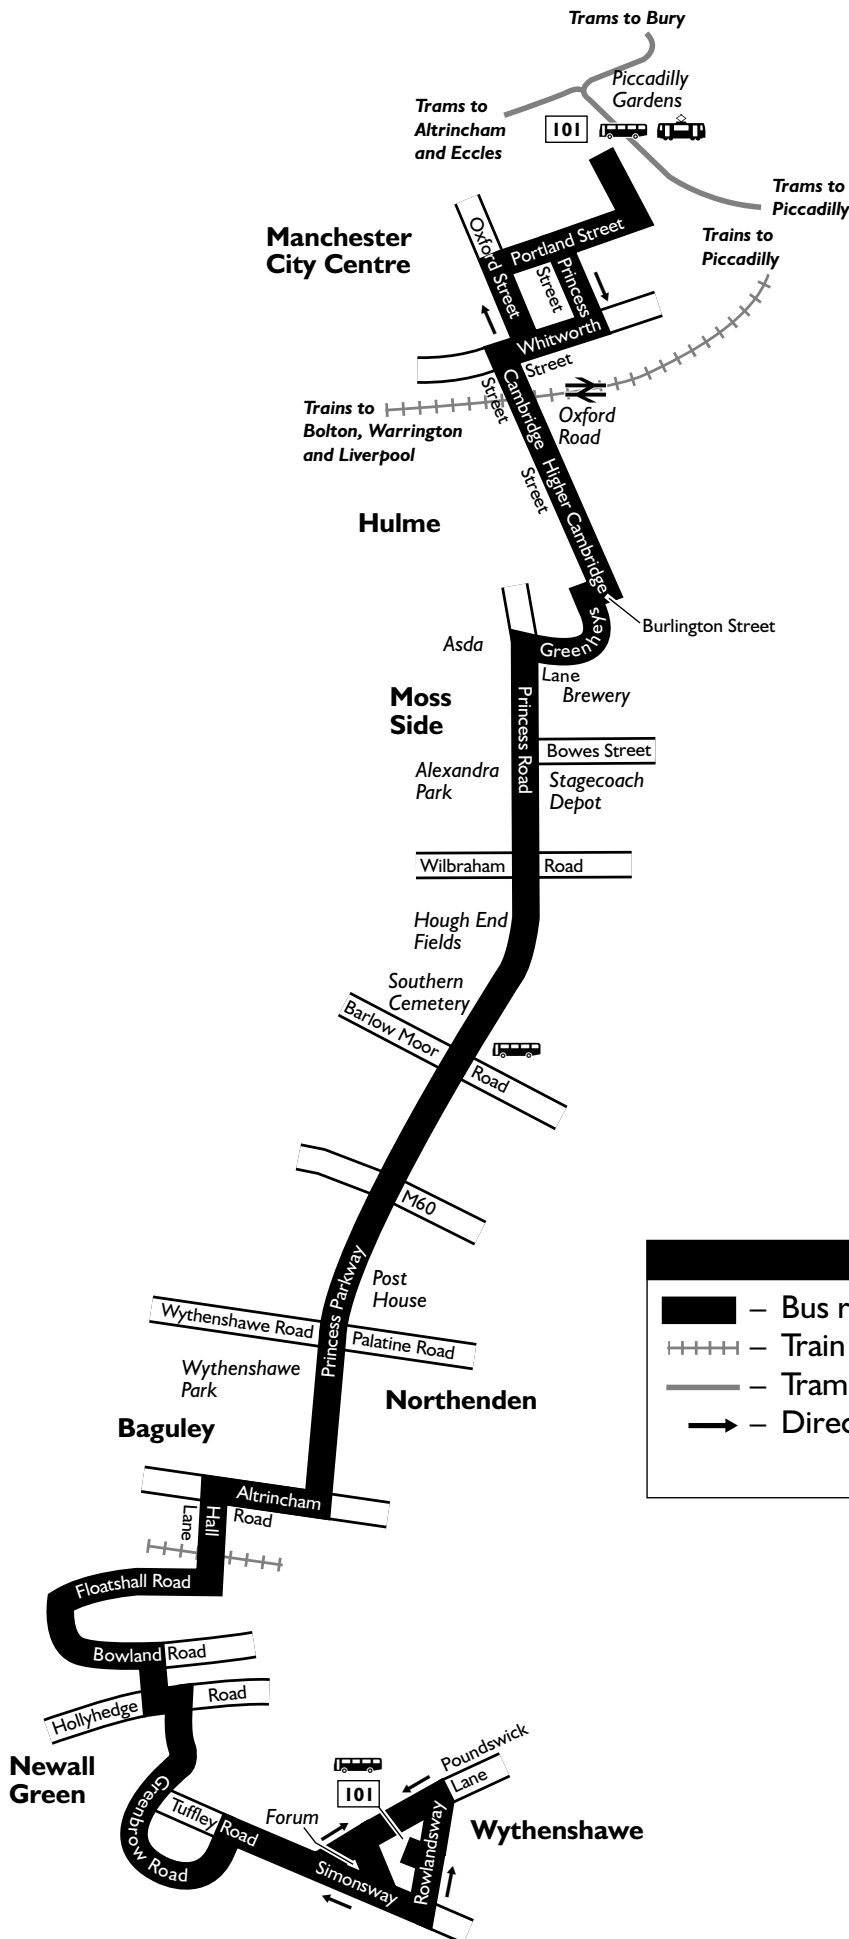 Trams to Bury
Piccadilly
Gardens
Trams to
Altrincham
and Eccles
101
Trams to
Piccadilly
Trains to
Piccadilly
Manchester
City Centre
Oxford Street
Portland Street
Princess
Street
Whitworth
Street
Cambridge
Street
Trains to
Bolton, Warrington
and Liverpool
Oxford
Road
Higher Cambridge
Street
Hulme
Burlington Street
Greenheys
Lane
Asda
Brewery
Moss
Side
Princess Road
Bowes Street
Alexandra
Park
Stagecoach
Depot
Wilbraham Road
Hough End
Fields
Southern
Cemetery
Barlow Moor Road
M60
Princess Parkway
Post
House
Wythenshawe Road
Palatine Road
Wythenshawe
Park
Northenden
Baguley
Altrincham
Road
Hall
Lane
Floatshall Road
Bowland Road
Hollyhedge Road
Newall
Green
Greenbrow Road
Tuffley Road
Forum
101
Poundswick
Lane
Rowlandsway
Simonsway
Wythenshawe
– Bus r
– Train
– Tram
– Direc